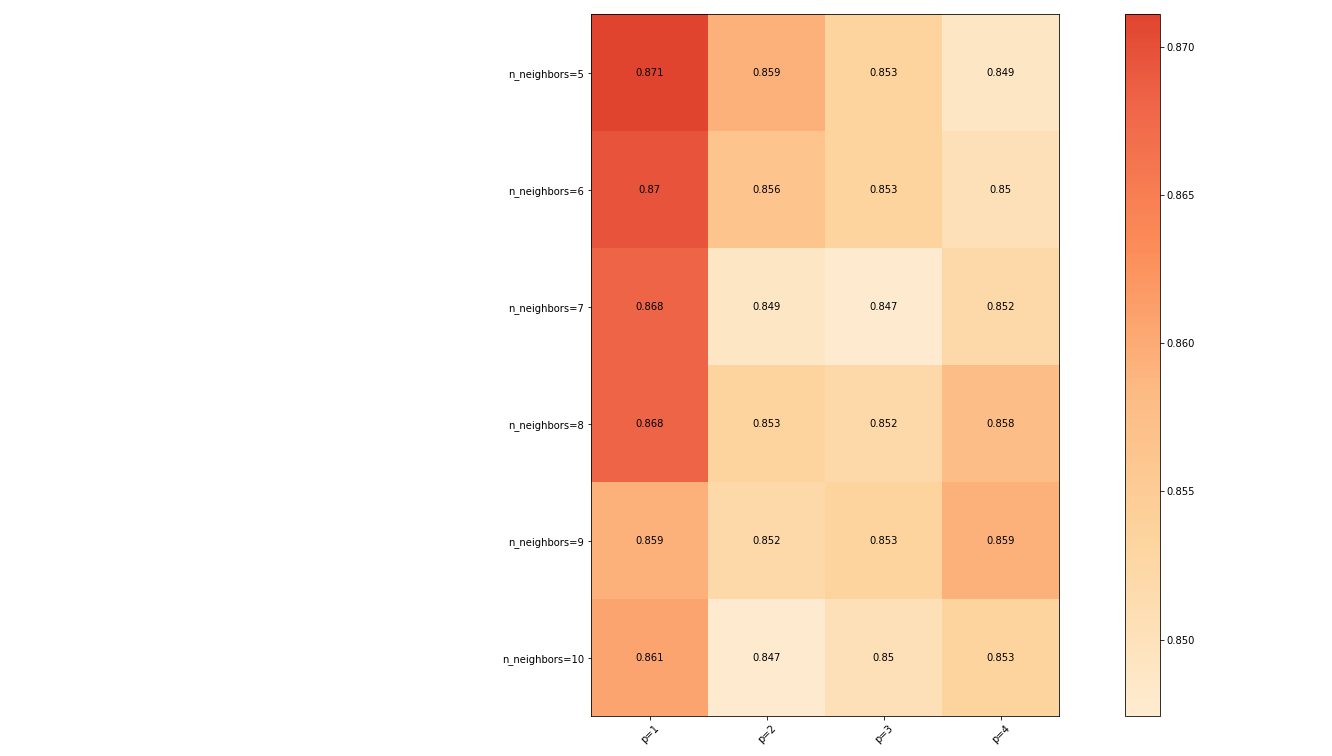 n_neighbors=5 0.871 0.859 0.853 0.849
n_neighbors=6 0.87 0.856 0.853 0.85
n_neighbors=7 0.868 0.849 0.847 0.852
n_neighbors=8 0.868 0.853 0.852 0.858
n_neighbors=9 0.859 0.852 0.853 0.859
n_neighbors=10 0.861 0.847 0.85 0.853
p=1 p=2 p=3 p=4
0.870
0.865
0.860
0.855
0.850